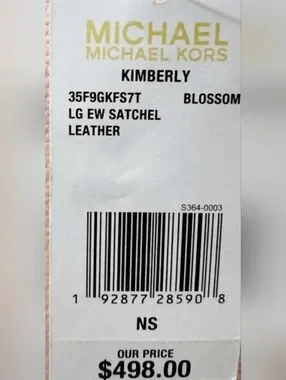 MICHAEL
MICHAEL KORS
KIMBERLY
35F9GKFS7T BLOSSOM
LG EW SATCHEL
LEATHER
S364-0003
1 92877 28590 8
NS
OUR PRICE
$498.00